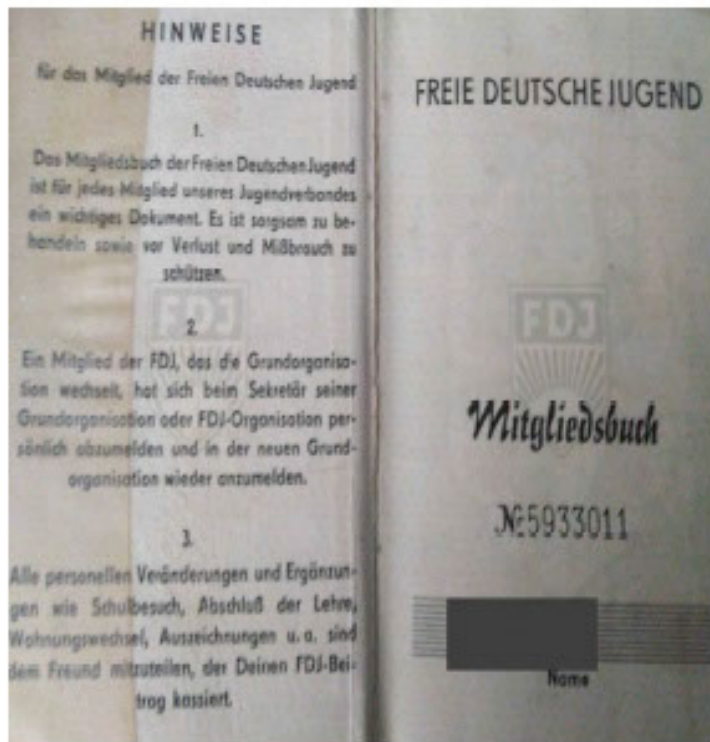 HINWEISE
für das Mitglied der Freien Deutschen Jugend
1.
Das Mitgliedsbuch der Freien Deutschen Jugend
ist für jedes Mitglied unseres Jugendverbandes
ein wichtiges Dokument. Es ist sorgsam zu be-
handeln sowie vor Verlust und Mißbrauch zu
schützen.
FDJ
2.
Ein Mitglied der FDJ, das die Grundorganisa-
tion wechselt, hat sich beim Sekretär seiner
Grundorganisation oder FDJ-Organisation per-
sönlich abzumelden und in der neuen Grund-
organisation wieder anzumelden.
3.
Alle personellen Veränderungen und Ergänzun-
gen wie Schulbesuch, Abschluß der Lehre,
Wohnungswechsel, Auszeichnungen u. a. sind
dem Freund mitzuteilen, der Deinen FDJ-Bei-
trag kassiert.
FREIE DEUTSCHE JUGEND
FDJ
Mitgliedsbuch
№ 5933011
Name